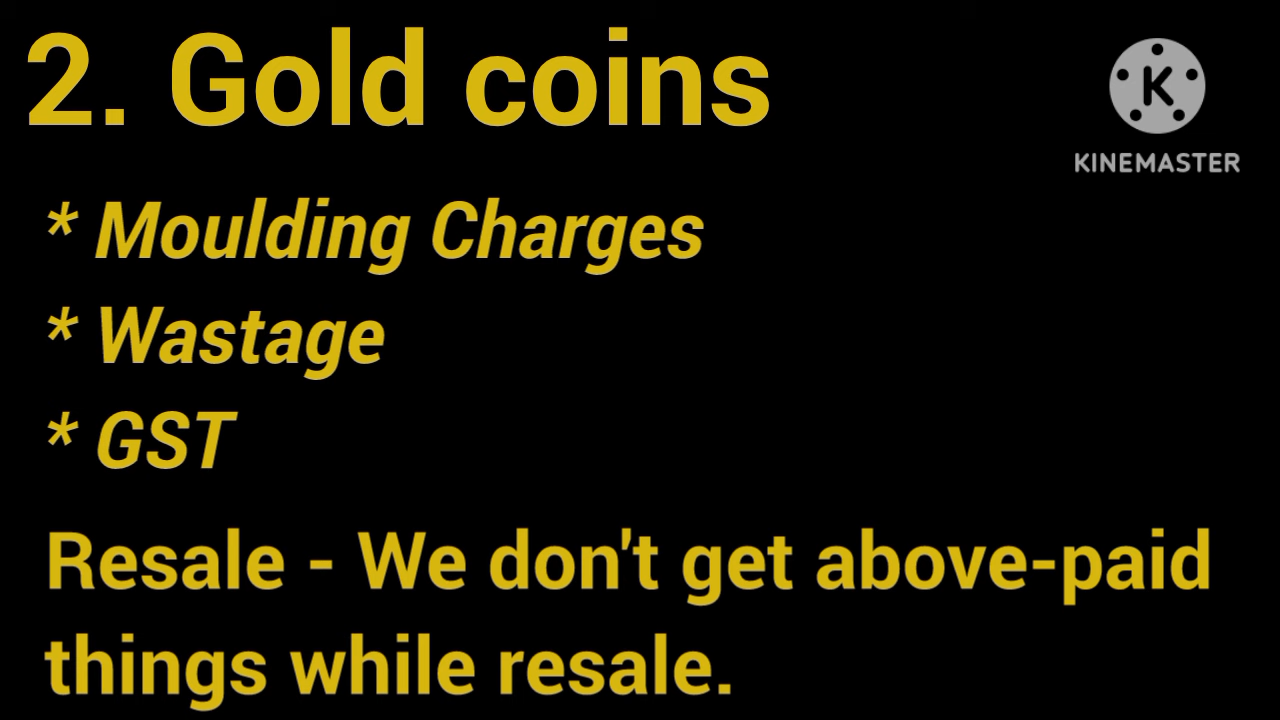 2. Gold coins
K
KINEMASTER
* Moulding Charges
* Wastage
* GST
Resale - We don't get above-paid
things while resale.